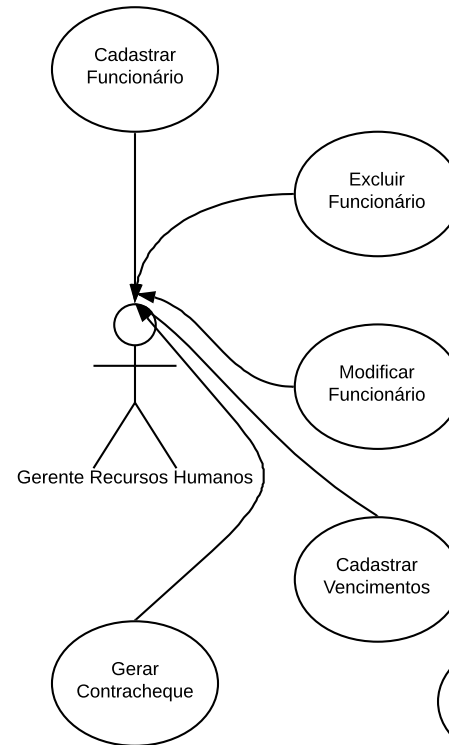 Cadastrar
Funcionário
Excluir
Funcionário
Modificar
Funcionário
Gerente Recursos Humanos
Cadastrar
Vencimentos
Gerar
Contracheque